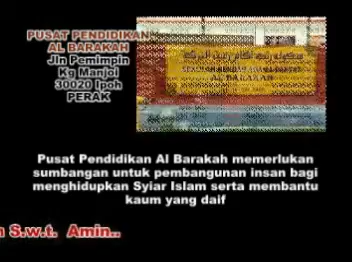 PUSAT PENDIDIKAN
AL BARAKAH
Jln Pemimpin
Kg Manjoi
30020 Ipoh
PERAK
AL BARAKAH
Pusat Pendidikan Al Barakah memerlukan
sumbangan untuk pembangunan insan bagi
menghidupkan Syiar Islam serta membantu
kaum yang daif
S.w.t. Amin..